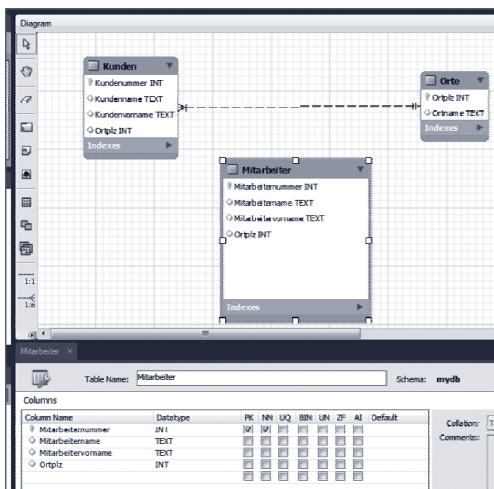 Diagram
Kunden
Kundenummer INT
Kundenname TEXT
Kundenvorname TEXT
Ortplz INT
Indexes
Orte
Ortplz INT
Ortname TEXT
Indexes
Mitarbeiter
Mitarbeiternummer INT
Mitarbeitername TEXT
Mitarbeitervorname TEXT
Ortplz INT
Indexes
1:1
Mitarbeiter
Table Name: Mitarbeiter Schema: mydb
Columns
Column Name Datatype PK NN UQ BIN UN ZF AI Default
Mitarbeiternummer INT
Mitarbeitername TEXT
Mitarbeitervorname TEXT
Ortplz INT
Collation:
Comments: